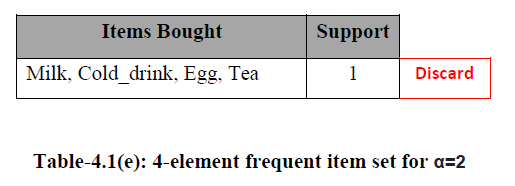 Items Bought Support
Milk, Cold_drink, Egg, Tea 1 Discard
Table-4.1(e): 4-element frequent item set for α=2